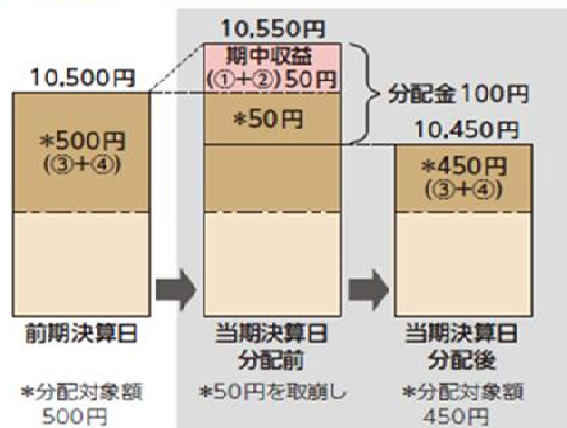 10,550円
期中収益
(①+②)50円
10,500円
分配金100円
*50円
10,450円
*500円
(③+④)
*450円
(③+④)
前期決算日
当期決算日
分配前
当期決算日
分配後
*分配対象額
500円
*50円を取崩し
*分配対象額
450円